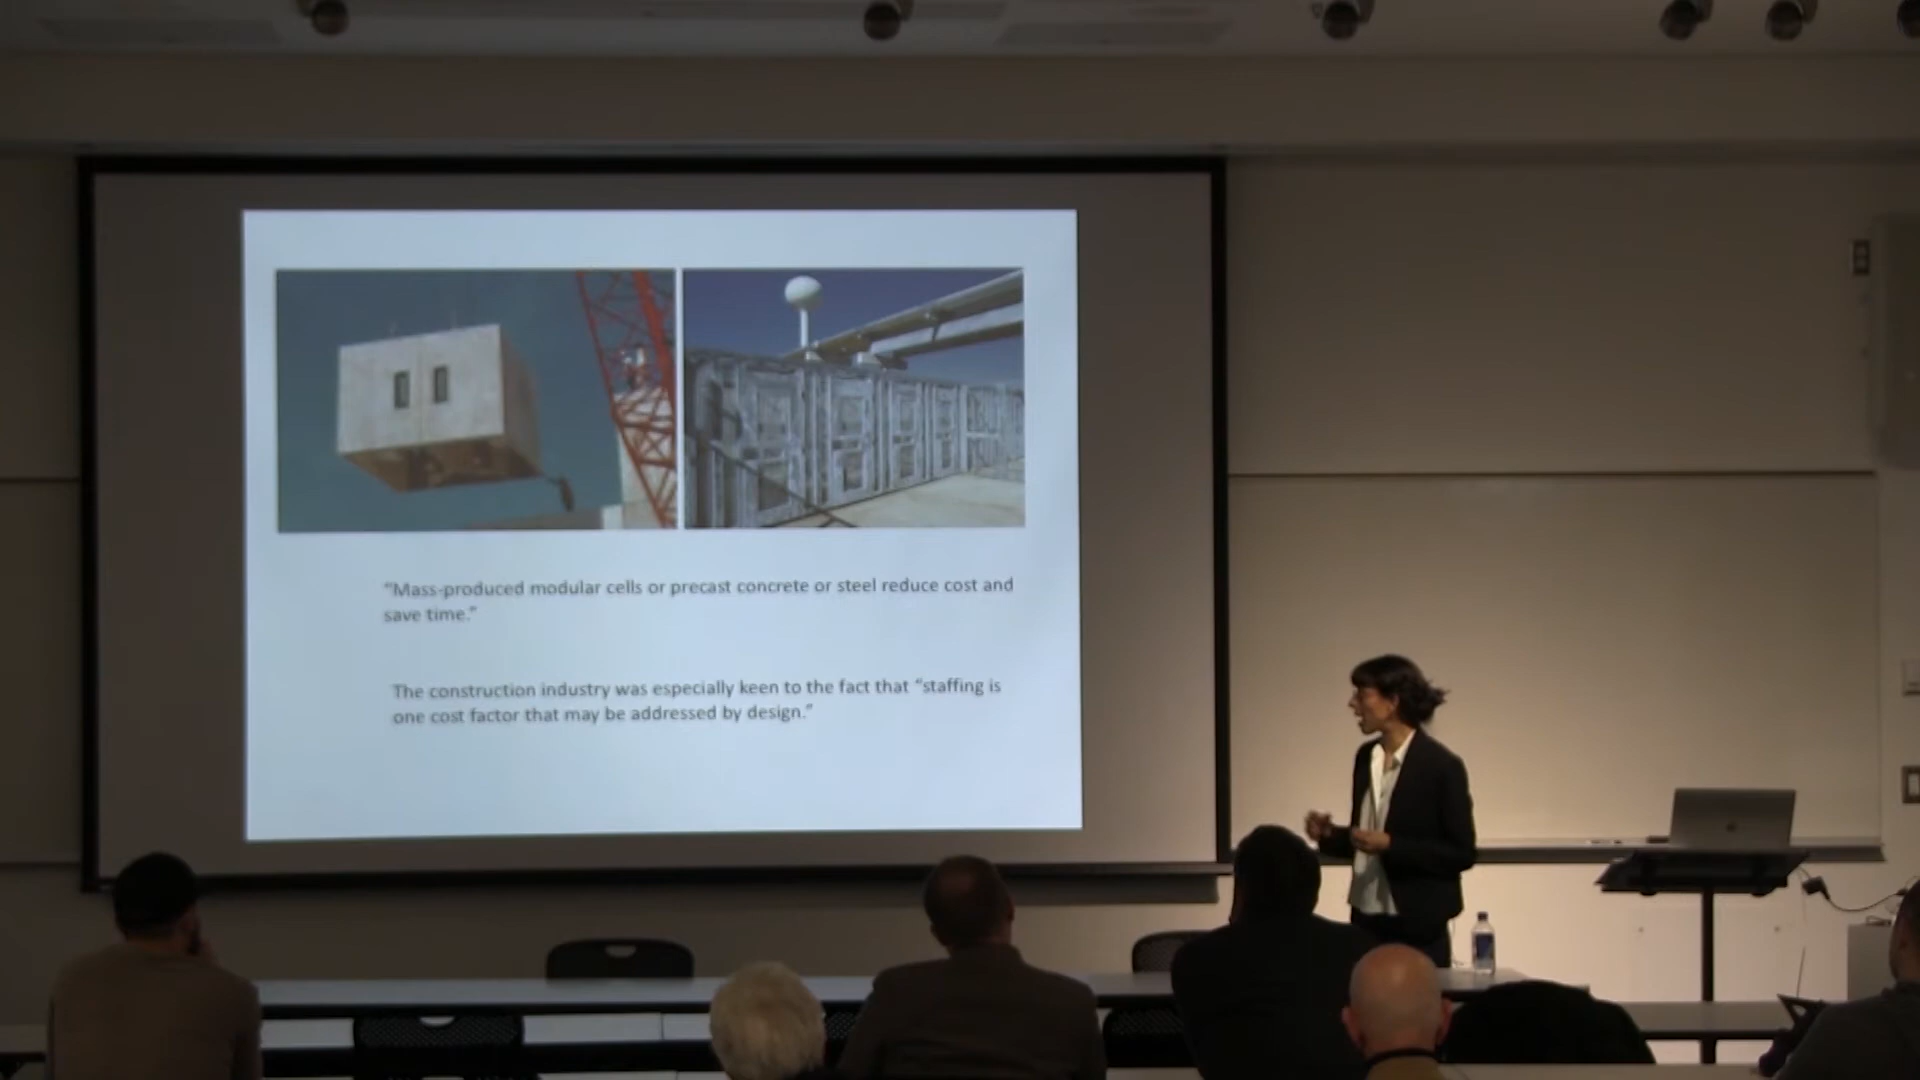 “Mass-produced modular cells or precast concrete or steel reduce cost and
save time.”
The construction industry was especially keen to the fact that “staffing is
one cost factor that may be addressed by design.”